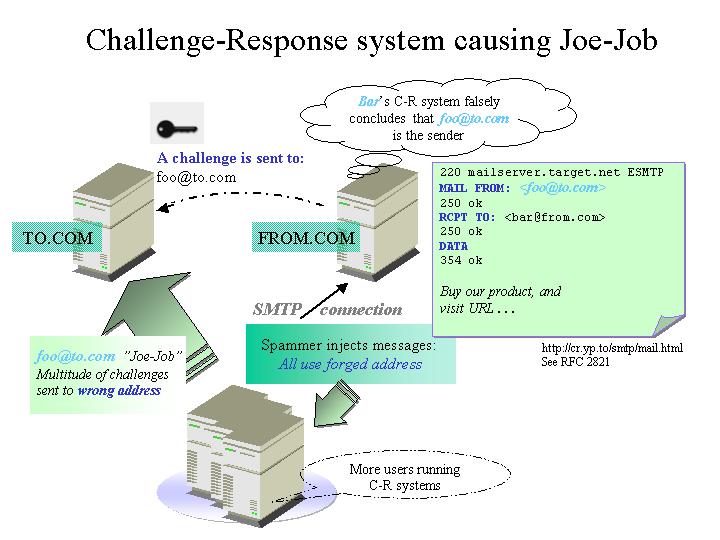 Challenge-Response system causing Joe-Job
Bar's C-R system falsely
concludes that foo@to.com
is the sender
A challenge is sent to:
foo@to.com
TO.COM
FROM.COM
220 mailserver.target.net ESMTP
MAIL FROM: <foo@to.com>
250 ok
RCPT TO: <bar@from.com>
250 ok
DATA
354 ok
Buy our product, and
visit URL...
SMTP connection
Spammer injects messages:
All use forged address
http://cr.yp.to/smtp/mail.html
See RFC 2821
foo@to.com "Joe-Job"
Multitude of challenges
sent to wrong address
More users running
C-R systems